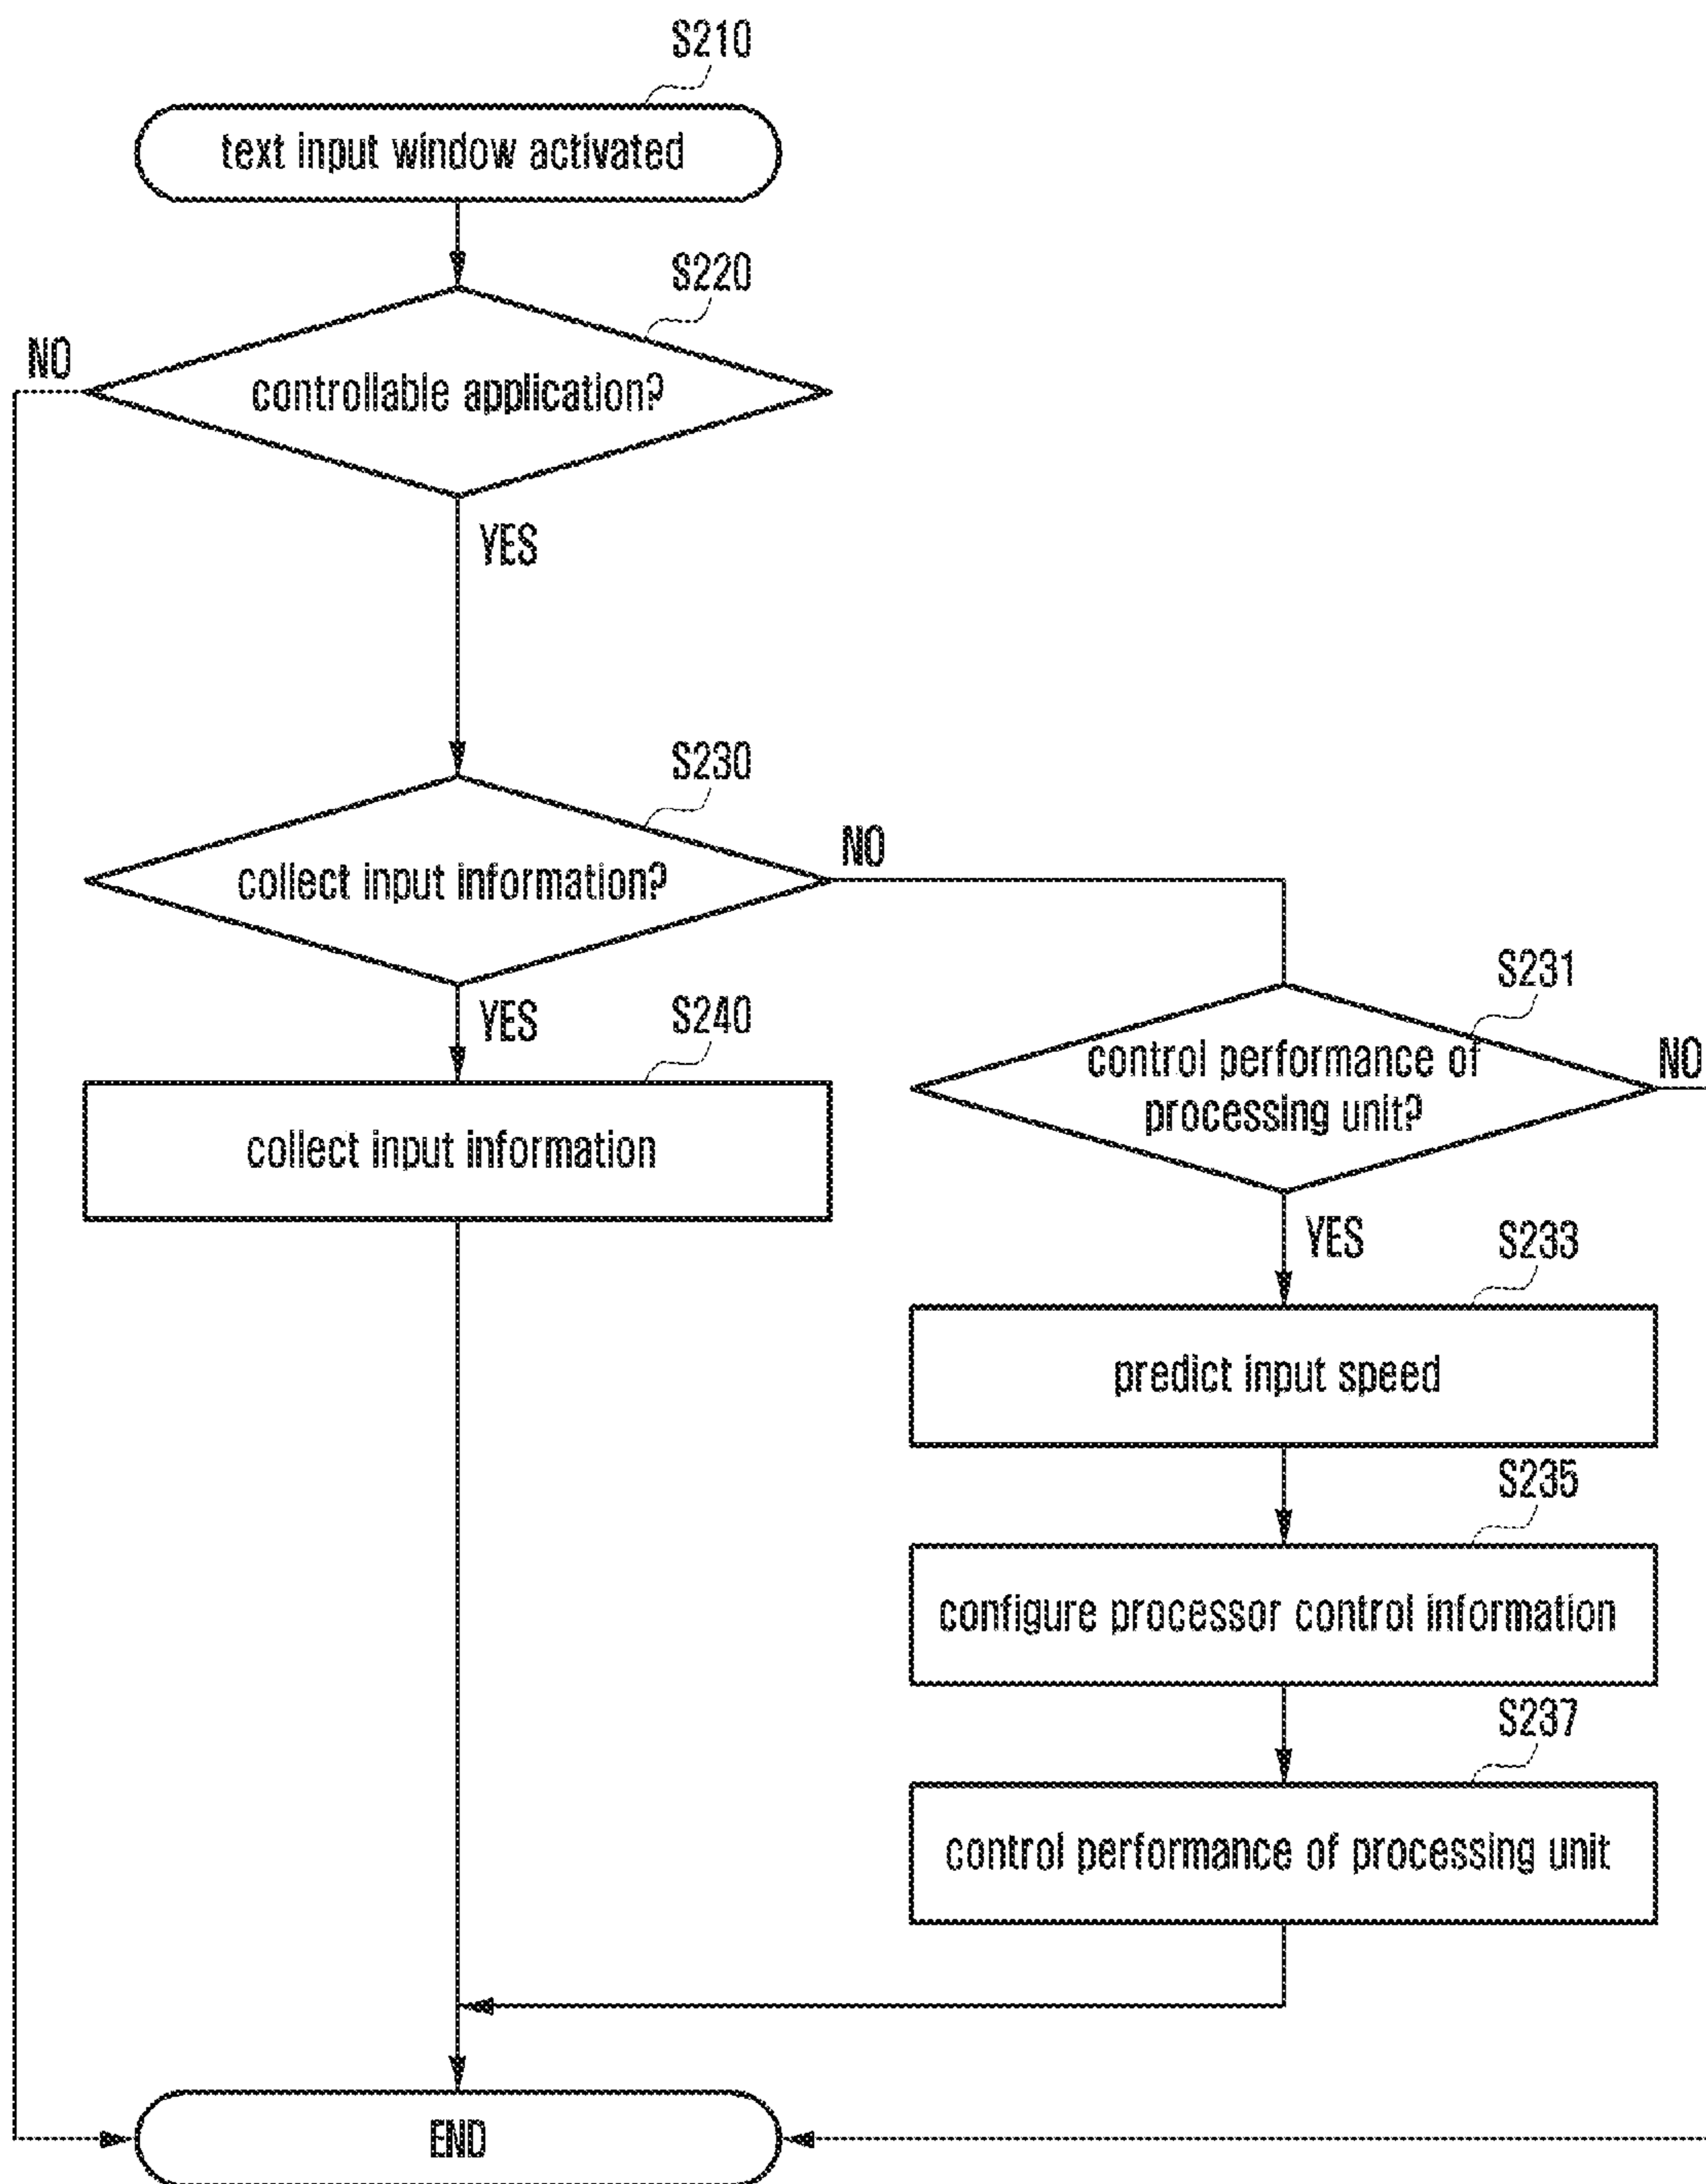 S210
text input window activated
S220
NO
controllable application?
YES
S230
NO
collect input information?
S231
YES
S240
control performance of
NO
processing unit?
collect input information
YES
S233
predict input speed
S235
configure processor control information
S237
control performance of processing unit
END